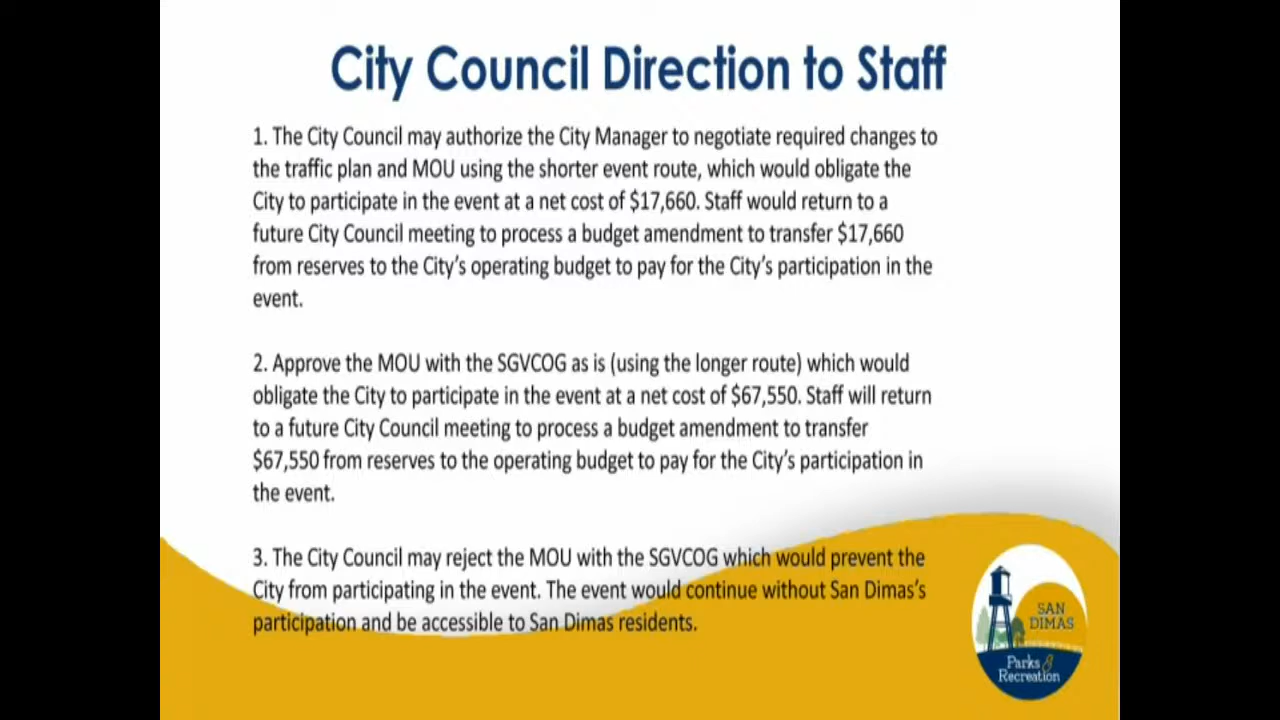 City Council Direction to Staff
1. The City Council may authorize the City Manager to negotiate required changes to
the traffic plan and MOU using the shorter event route, which would obligate the
City to participate in the event at a net cost of $17,660. Staff would return to a
future City Council meeting to process a budget amendment to transfer $17,660
from reserves to the City's operating budget to pay for the City's participation in the
event.
2. Approve the MOU with the SGVCOG as is (using the longer route) which would
obligate the City to participate in the event at a net cost of $67,550. Staff will return
to a future City Council meeting to process a budget amendment to transfer
$67,550 from reserves to the operating budget to pay for the City's participation in
the event.
3. The City Council may reject the MOU with the SGVCOG which would prevent the
City from participating in the event. The event would continue without San Dimas's
participation and be accessible to San Dimas residents.
SAN
DIMAS
Parks &
Recreation